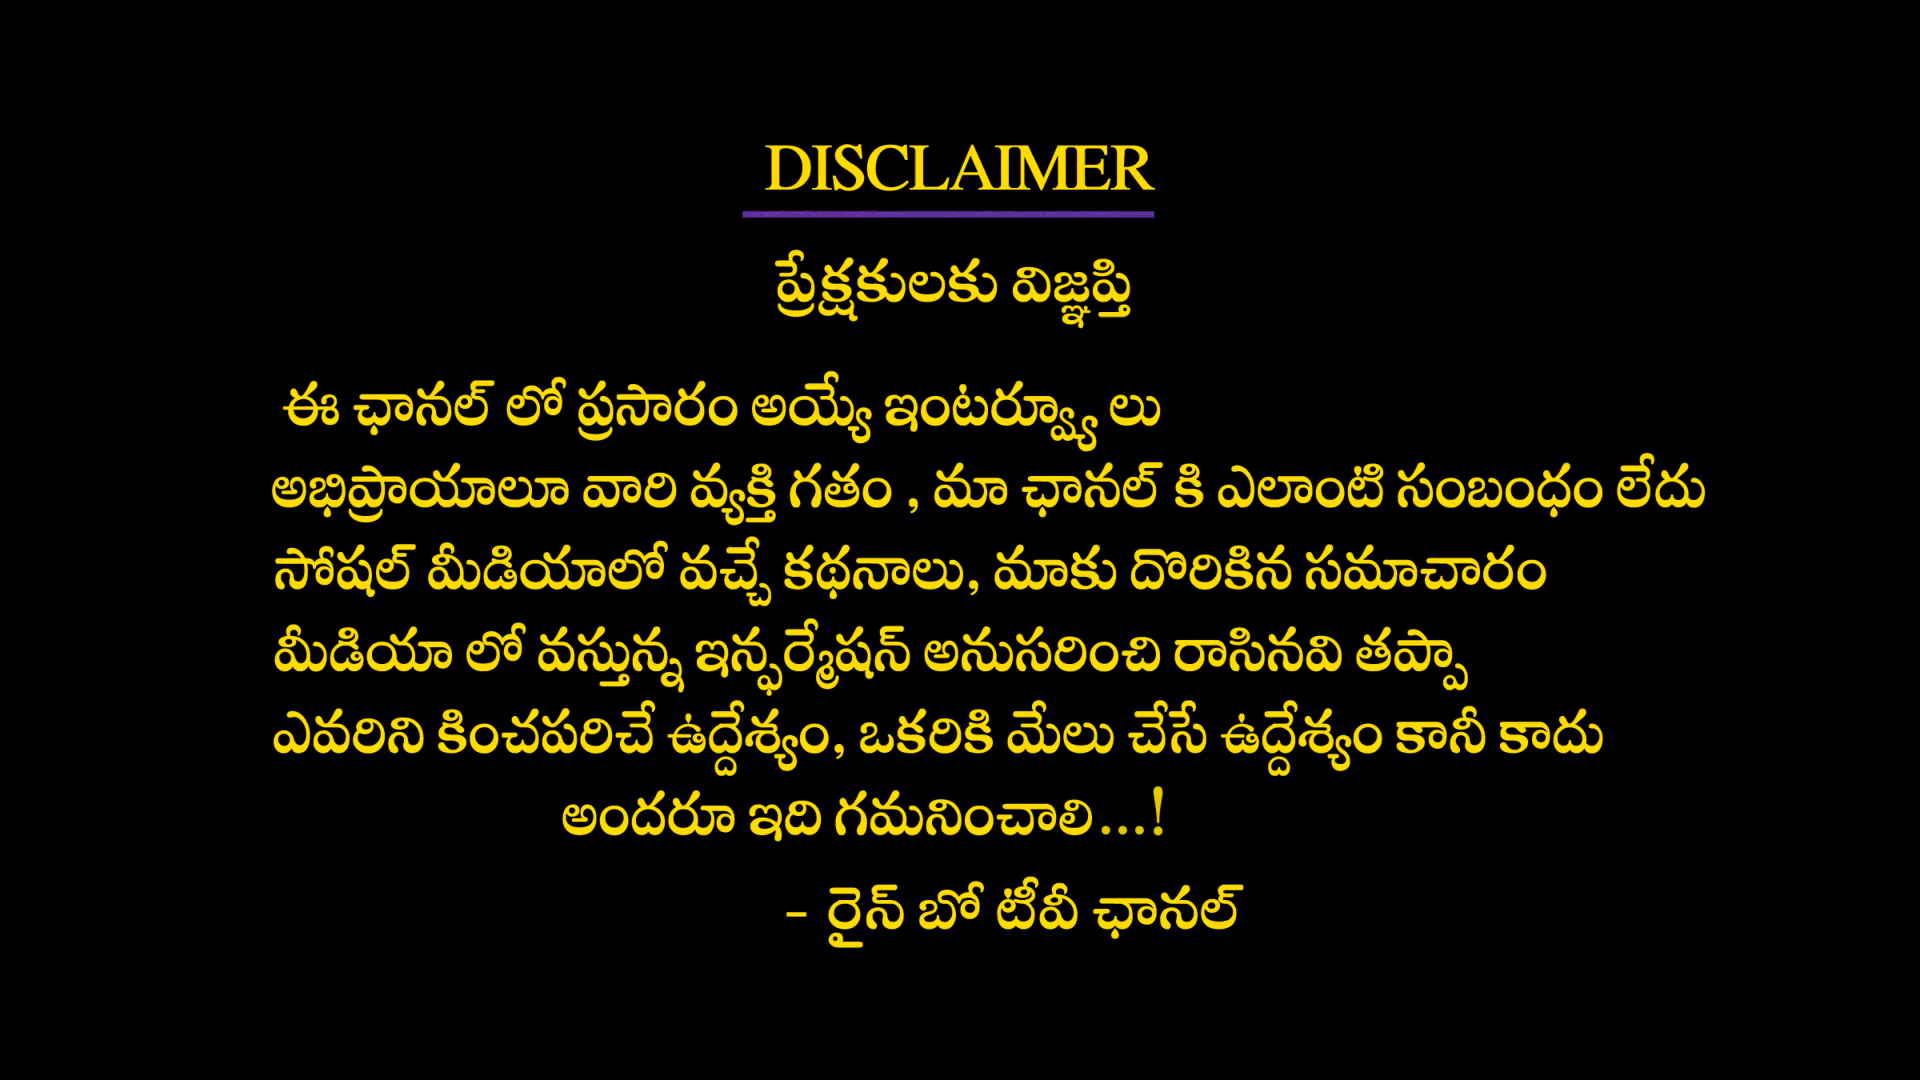 DISCLAIMER
ప్రేక్షకులకు విజ్ఞప్తి
ఈ ఛానల్ లో ప్రసారం అయ్యే ఇంటర్వ్యూ లు
అభిప్రాయాలూ వారి వ్యక్తి గతం , మా ఛానల్ కి ఎలాంటి సంబంధం లేదు
సోషల్ మీడియాలో వచ్చే కథనాలు, మాకు దొరికిన సమాచారం
మీడియా లో వస్తున్న ఇన్ఫర్మేషన్ అనుసరించి రాసినవి తప్పా
ఎవరిని కించపరిచే ఉద్దేశ్యం, ఒకరికి మేలు చేసే ఉద్దేశ్యం కానీ కాదు
అందరూ ఇది గమనించాలి...!
- రైన్ బో టీవీ ఛానల్